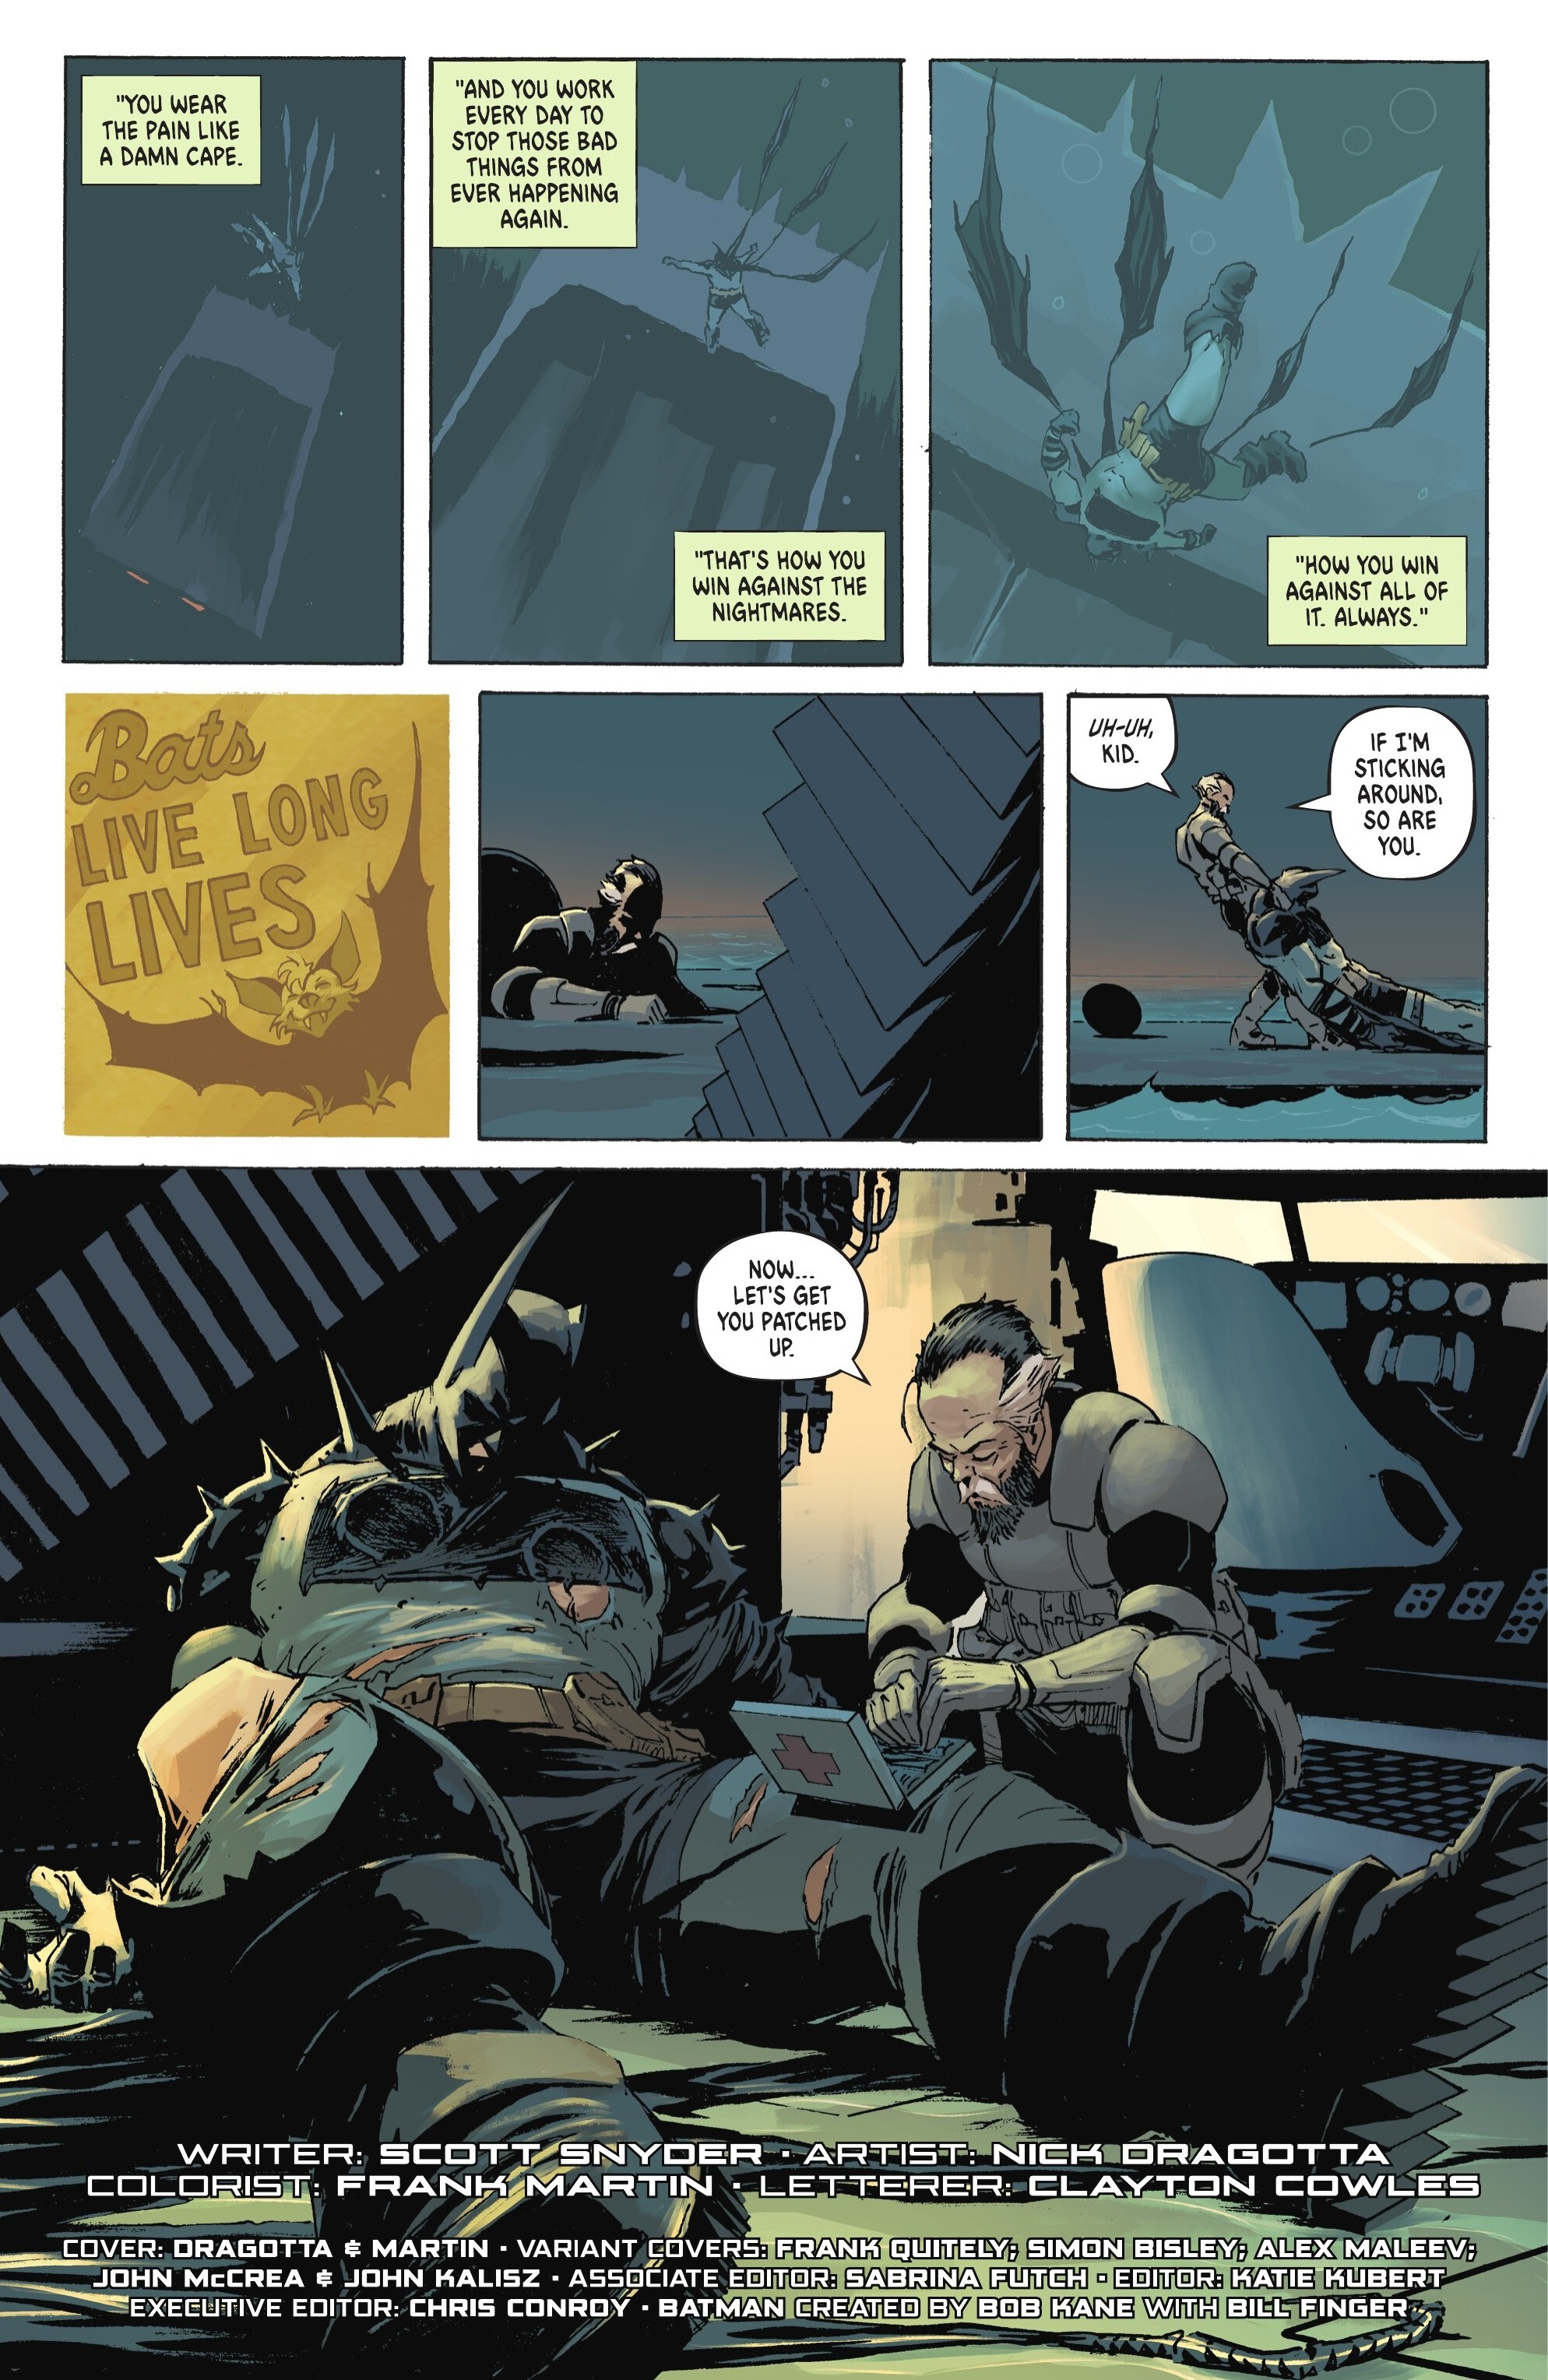 "YOU WEAR
THE PAIN LIKE
A DAMN CAPE.
"AND YOU WORK
EVERY DAY TO
STOP THOSE BAD
THINGS FROM
EVER HAPPENING
AGAIN.
"THAT'S HOW YOU
WIN AGAINST THE
NIGHTMARES.
"HOW YOU WIN
AGAINST ALL OF
IT. ALWAYS."
Bats
LIVE LONG
LIVES
UH-UH,
KID.
IF I'M
STICKING
AROUND,
SO ARE
YOU.
NOW...
LET'S GET
YOU PATCHED
UP.
WRITER: SCOTT SNYDER • ARTIST: NICK DRAGOTTA
COLORIST: FRANK MARTIN • LETTERER: CLAYTON COWLES
COVER: DRAGOTTA & MARTIN • VARIANT COVERS: FRANK QUITELY; SIMON BISLEY; ALEX MALEEV;
JOHN McCREA & JOHN KALISZ • ASSOCIATE EDITOR: SABRINA FUTCH • EDITOR: KATIE KUBERT
EXECUTIVE EDITOR: CHRIS CONROY • BATMAN CREATED BY BOB KANE WITH BILL FINGER